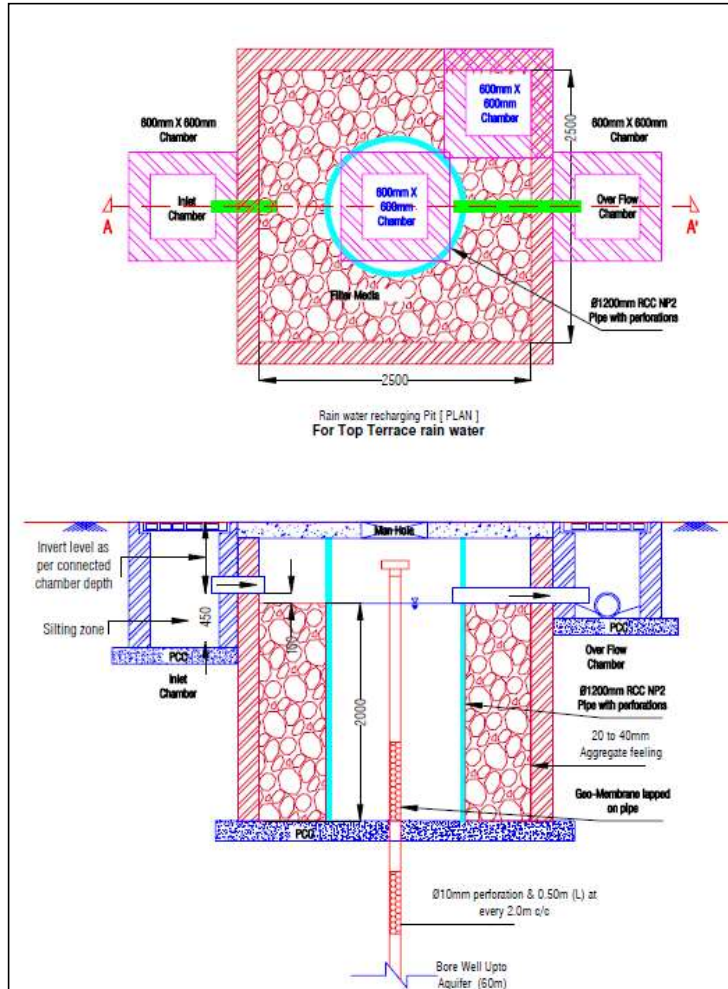 600mm X
600mm
Chamber
600mm X 600mm
Chamber
600mm X 600mm
Chamber
2500
Inlet
Chamber
600mm X
600mm
Chamber
Over Flow
Chamber
A
A'
Filter Media
Ø1200mm RCC NP2
Pipe with perforations
2500
Rain water recharging Pit [ PLAN ]
For Top Terrace rain water
Man Hole
Invert level as
per connected
chamber depth
450
Silting zone
100
PCC
PCC
Inlet
Chamber
Over Flow
Chamber
2000
Ø1200mm RCC NP2
Pipe with perforations
20 to 40mm
Aggregate feeling
Geo-Membrane lapped
on pipe
PCC
Ø10mm perforation & 0.50m (L) at
every 2.0m c/c
Bore Well Upto
Aquifer (60m)